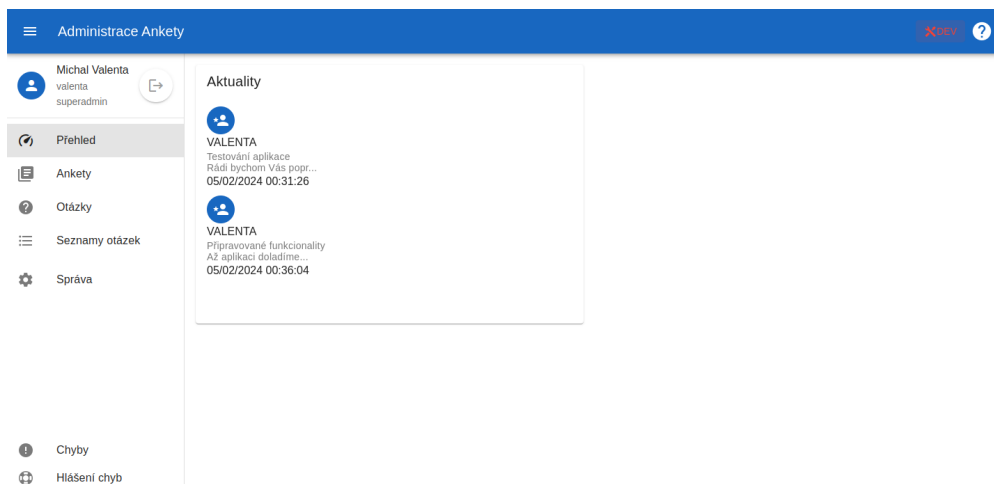 Administrace Ankety
DEV
Michal Valenta
valenta
superadmin
Přehled
Ankety
Otázky
Seznamy otázek
Správa
Chyby
Hlášení chyb
Aktuality
VALENTA
Testování aplikace
Rádi bychom Vás popr...
05/02/2024 00:31:26
VALENTA
Připravované funkcionality
Až aplikaci doladíme...
05/02/2024 00:36:04